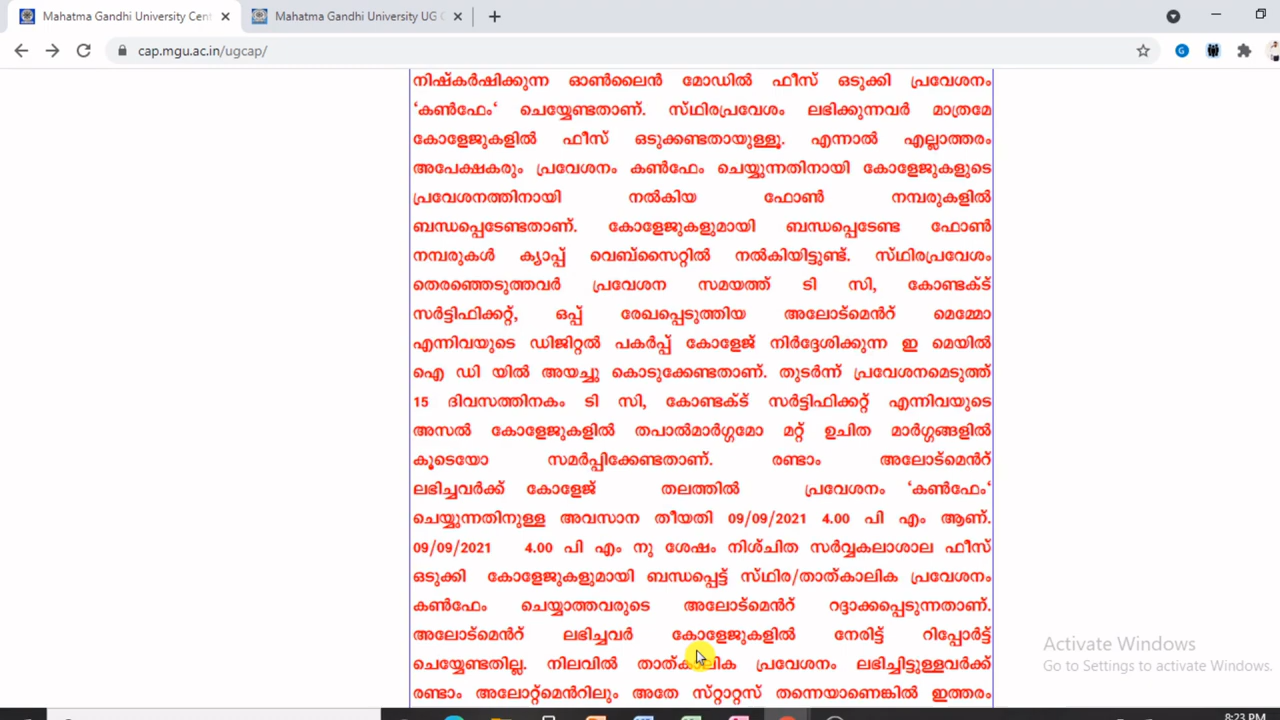 Mahatma Gandhi University Cent
Mahatma Gandhi University UG C
cap.mgu.ac.in/ugcap/
നിഷ്കർഷിക്കുന്ന ഓൺലൈൻ മോഡിൽ ഫീസ് ഒടുക്കി പ്രവേശനം
‘കൺഫേം‘ ചെയ്യേണ്ടതാണ്. സ്ഥിരപ്രവേശം ലഭിക്കുന്നവർ മാത്രമേ
കോളേജുകളിൽ ഫീസ് ഒടുക്കണ്ടതായുള്ളൂ. എന്നാൽ എല്ലാത്തരം
അപേക്ഷകരും പ്രവേശനം കൺഫേം ചെയ്യുന്നതിനായി കോളേജുകളുടെ
പ്രവേശനത്തിനായി നൽകിയ ഫോൺ നമ്പരുകളിൽ
ബന്ധപ്പെടേണ്ടതാണ്. കോളേജുകളുമായി ബന്ധപ്പെടേണ്ട ഫോൺ
നമ്പരുകൾ ക്യാപ്പ് വെബ്സൈറ്റിൽ നൽകിയിട്ടുണ്ട്. സ്ഥിരപ്രവേശം
തെരഞ്ഞെടുത്തവർ പ്രവേശന സമയത്ത് ടി സി, കോണ്ടക്ട്
സർട്ടിഫിക്കറ്റ്, ഒപ്പ് രേഖപ്പെടുത്തിയ അലോട്മെൻറ് മെമ്മോ
എന്നിവയുടെ ഡിജിറ്റൽ പകർപ്പ് കോളേജ് നിർദ്ദേശിക്കുന്ന ഇ മെയിൽ
ഐ ഡി യിൽ അയച്ചു കൊടുക്കേണ്ടതാണ്. തുടർന്ന് പ്രവേശനമെടുത്ത്
15 ദിവസത്തിനകം ടി സി, കോണ്ടക്ട് സർട്ടിഫിക്കറ്റ് എന്നിവയുടെ
അസൽ കോളേജുകളിൽ തപാൽമാർഗ്ഗമോ മറ്റ് ഉചിത മാർഗ്ഗങ്ങളിൽ
കൂടെയോ സമർപ്പിക്കേണ്ടതാണ്. രണ്ടാം അലോട്മെൻറ്
ലഭിച്ചവർക്ക് കോളേജ് തലത്തിൽ പ്രവേശനം ‘കൺഫേം‘
ചെയ്യുന്നതിനുള്ള അവസാന തീയതി 09/09/2021 4.00 പി എം ആണ്.
09/09/2021 4.00 പി എം നു ശേഷം നിശ്ചിത സർവ്വകലാശാല ഫീസ്
ഒടുക്കി കോളേജുകളുമായി ബന്ധപ്പെട്ട് സ്ഥിര/താത്കാലിക പ്രവേശനം
കൺഫേം ചെയ്യാത്തവരുടെ അലോട്മെൻറ് റദ്ദാക്കപ്പെടുന്നതാണ്.
അലോട്മെൻറ് ലഭിച്ചവർ കോളേജുകളിൽ നേരിട്ട് റിപ്പോർട്ട്
ചെയ്യേണ്ടതില്ല. നിലവിൽ താത്കാലിക പ്രവേശനം ലഭിച്ചിട്ടുള്ളവർക്ക്
രണ്ടാം അലോറ്റ്മെൻറിലും അതേ സ്റ്റാറ്റസ് തന്നെയാണെങ്കിൽ ഇത്തരം
Activate Windows
Go to Settings to activate Windows.
8:23 PM